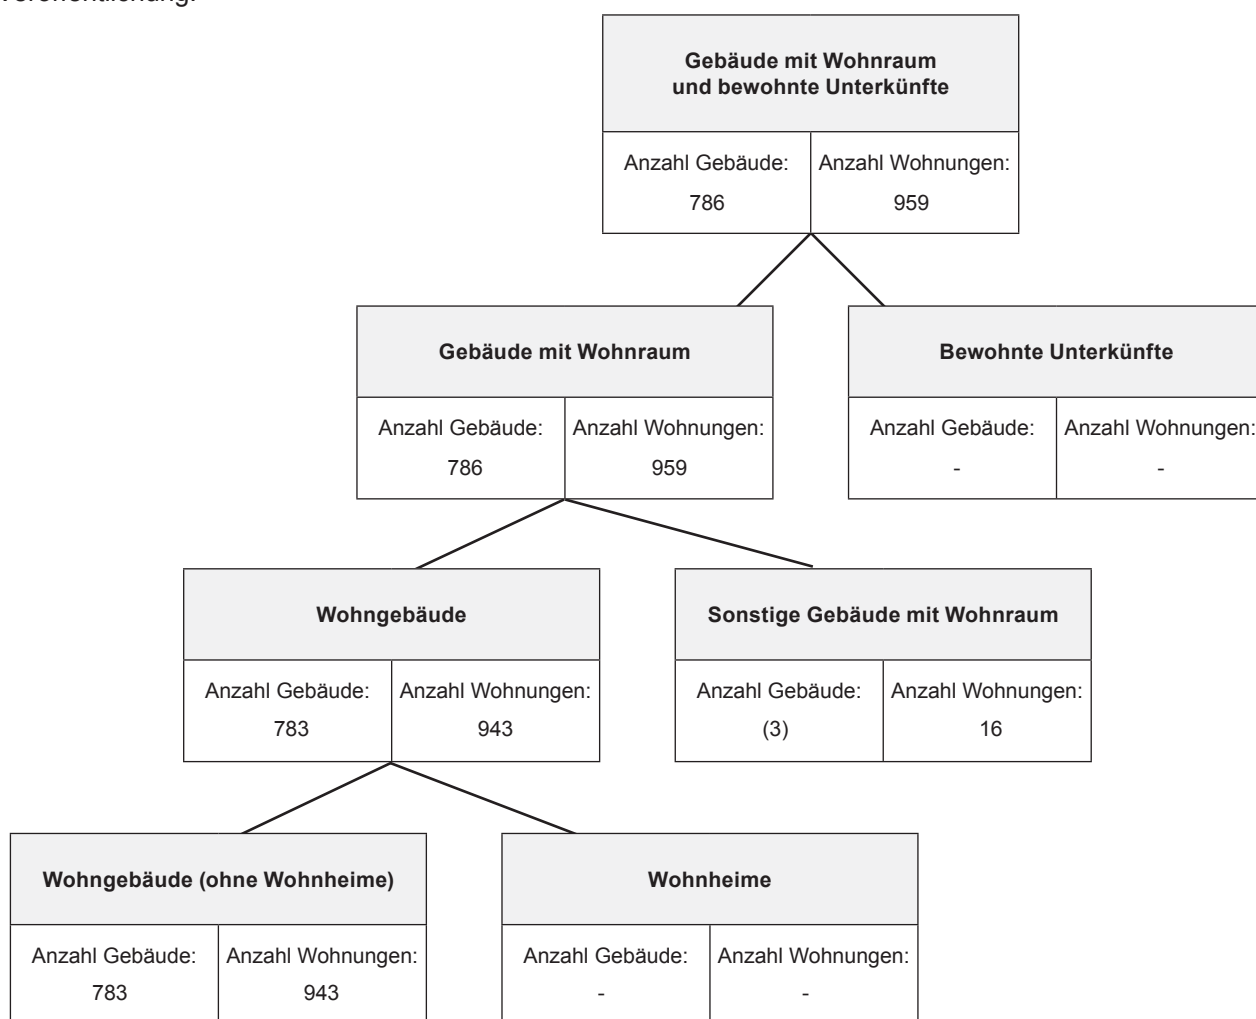 Veröffentlichung.
Gebäude mit Wohnraum
und bewohnte Unterkünfte
Anzahl Gebäude: Anzahl Wohnungen:
786 959
Gebäude mit Wohnraum Bewohnte Unterkünfte
Anzahl Gebäude: Anzahl Wohnungen: Anzahl Gebäude: Anzahl Wohnungen:
786 959 - -
Wohngebäude Sonstige Gebäude mit Wohnraum
Anzahl Gebäude: Anzahl Wohnungen: Anzahl Gebäude: Anzahl Wohnungen:
783 943 (3) 16
Wohngebäude (ohne Wohnheime) Wohnheime
Anzahl Gebäude: Anzahl Wohnungen: Anzahl Gebäude: Anzahl Wohnungen:
783 943 - -